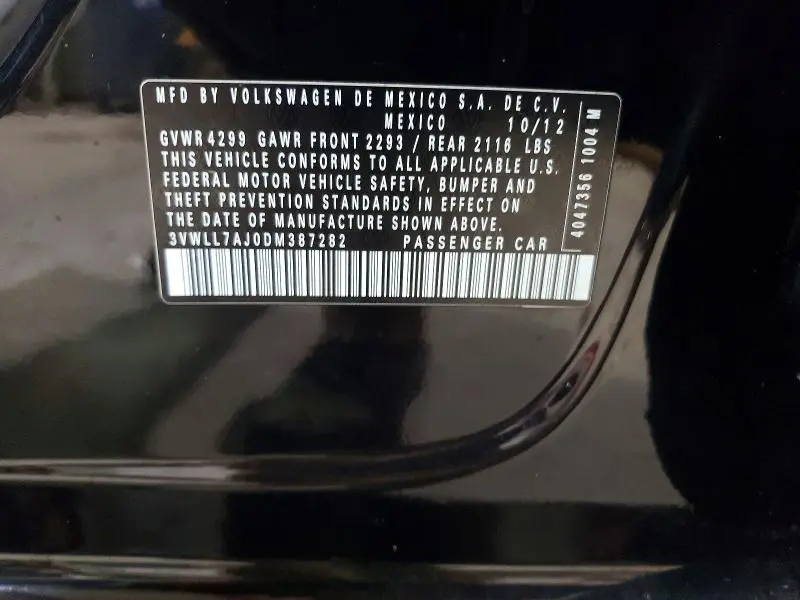 MFD BY VOLKSWAGEN DE MEXICO S.A. DE C.V.
MEXICO 10/12
GVWR 4299 GAWR FRONT 2293 / REAR 2116 LBS
THIS VEHICLE CONFORMS TO ALL APPLICABLE U.S.
FEDERAL MOTOR VEHICLE SAFETY, BUMPER AND
THEFT PREVENTION STANDARDS IN EFFECT ON
THE DATE OF MANUFACTURE SHOWN ABOVE.
3VWLL7AJ0DM387282 PASSENGER CAR
4047356 1004 M